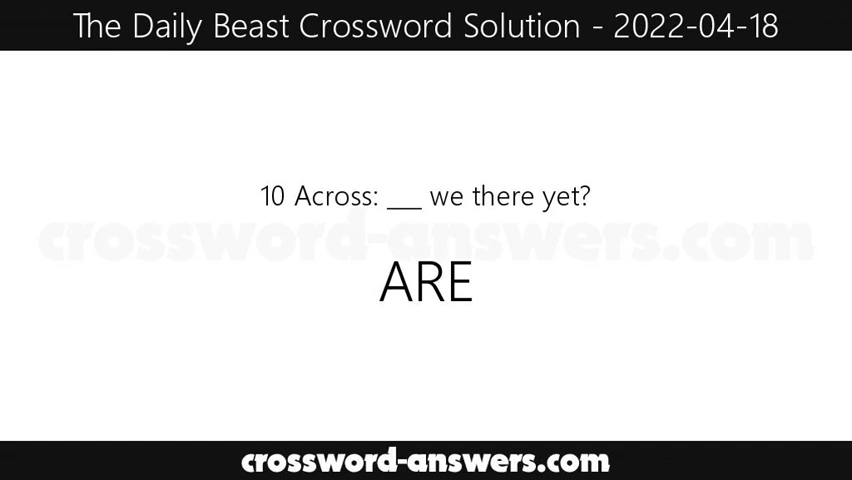 The Daily Beast Crossword Solution - 2022-04-18
10 Across: ___ we there yet?
crossword-answers.com
ARE
crossword-answers.com